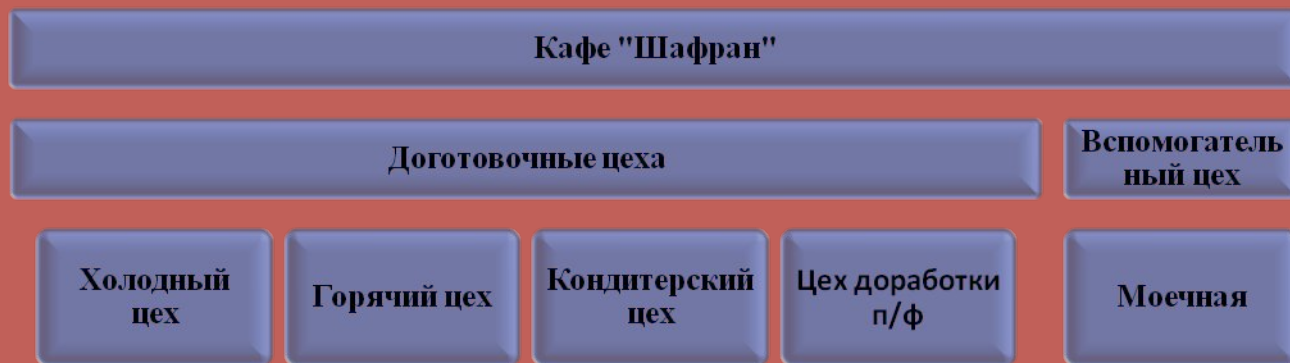 Кафе "Шафран"
Доготовочные цеха
Вспомогатель
ный цех
Холодный
цех
Горячий цех
Кондитерский
цех
Цех доработки
п/ф
Моечная